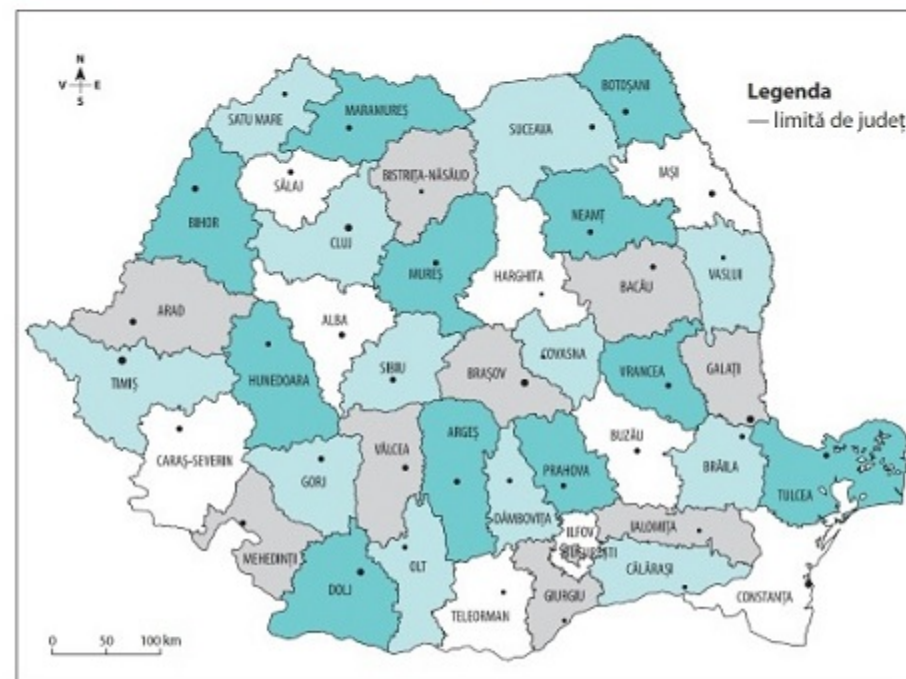 N
V E
S
Legenda
— limită de județ
BOTOȘANI
SATU MARE
MARAMUREȘ
SUCEAVA
IAȘI
BISTRIȚA-NĂSĂUD
SĂLAJ
NEAMȚ
BIHOR
CLUJ
MUREȘ
HARGHITA
BACĂU
VASLUI
ARAD
ALBA
COVASNA
SIBIU
BRAȘOV
VRANCEA
GALAȚI
TIMIȘ
HUNEDOARA
ARGEȘ
BUZĂU
VÂLCEA
CARAȘ-SEVERIN
GORJ
PRAHOVA
BRĂILA
TULCEA
DÂMBOVIȚA
ILFOV
IALOMIȚA
BUCUREȘTI
MEHEDINȚI
OLT
CĂLĂRAȘI
DOLJ
GIURGIU
CONSTANȚA
TELEORMAN
0 50 100 km